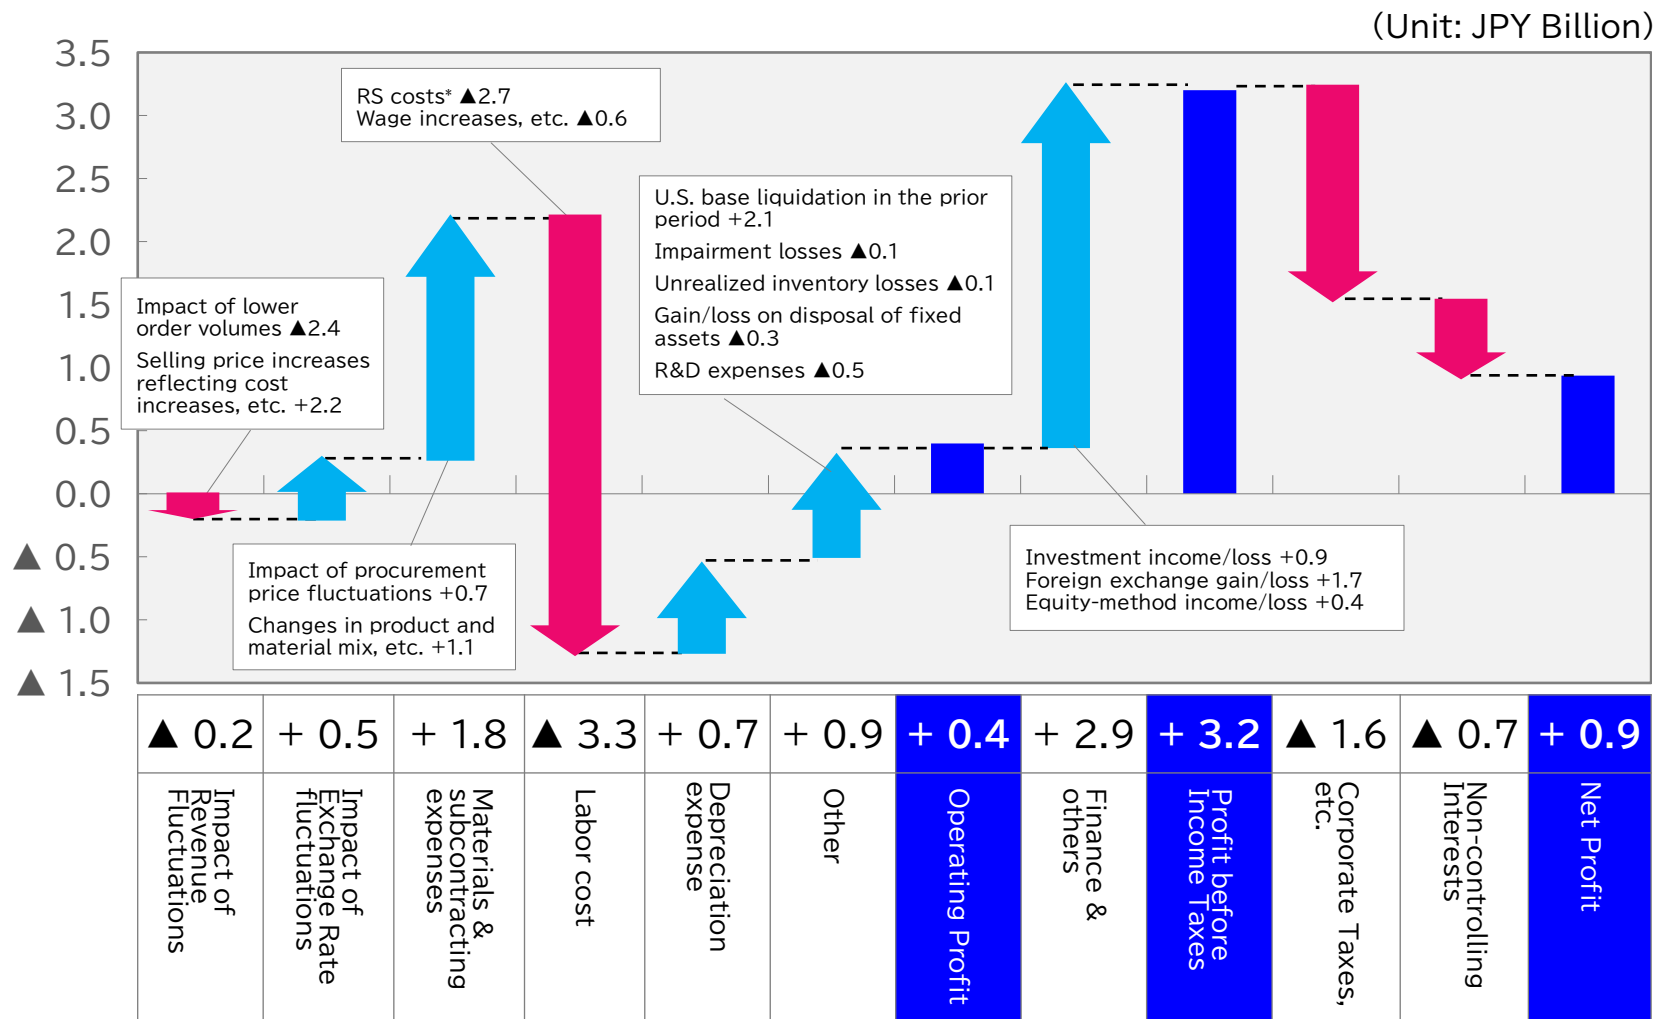 (Unit: JPY Billion)
3.5
3.0
2.5
2.0
1.5
1.0
0.5
0.0
▲ 0.5
▲ 1.0
▲ 1.5
RS costs* ▲2.7
Wage increases, etc. ▲0.6
U.S. base liquidation in the prior
period +2.1
Impairment losses ▲0.1
Unrealized inventory losses ▲0.1
Gain/loss on disposal of fixed
assets ▲0.3
R&D expenses ▲0.5
Impact of lower
order volumes ▲2.4
Selling price increases
reflecting cost
increases, etc. +2.2
Impact of procurement
price fluctuations +0.7
Changes in product and
material mix, etc. +1.1
Investment income/loss +0.9
Foreign exchange gain/loss +1.7
Equity-method income/loss +0.4
▲ 0.2
+ 0.5
+ 1.8
▲ 3.3
+ 0.7
+ 0.9
+ 0.4
+ 2.9
+ 3.2
▲ 1.6
▲ 0.7
+ 0.9
Impact of
Revenue
Fluctuations
Impact of
Exchange Rate
fluctuations
Materials &
subcontracting
expenses
Labor cost
Depreciation
expense
Other
Operating Profit
Finance &
others
Profit before
Income Taxes
Corporate Taxes,
etc.
Non-controlling
Interests
Net Profit